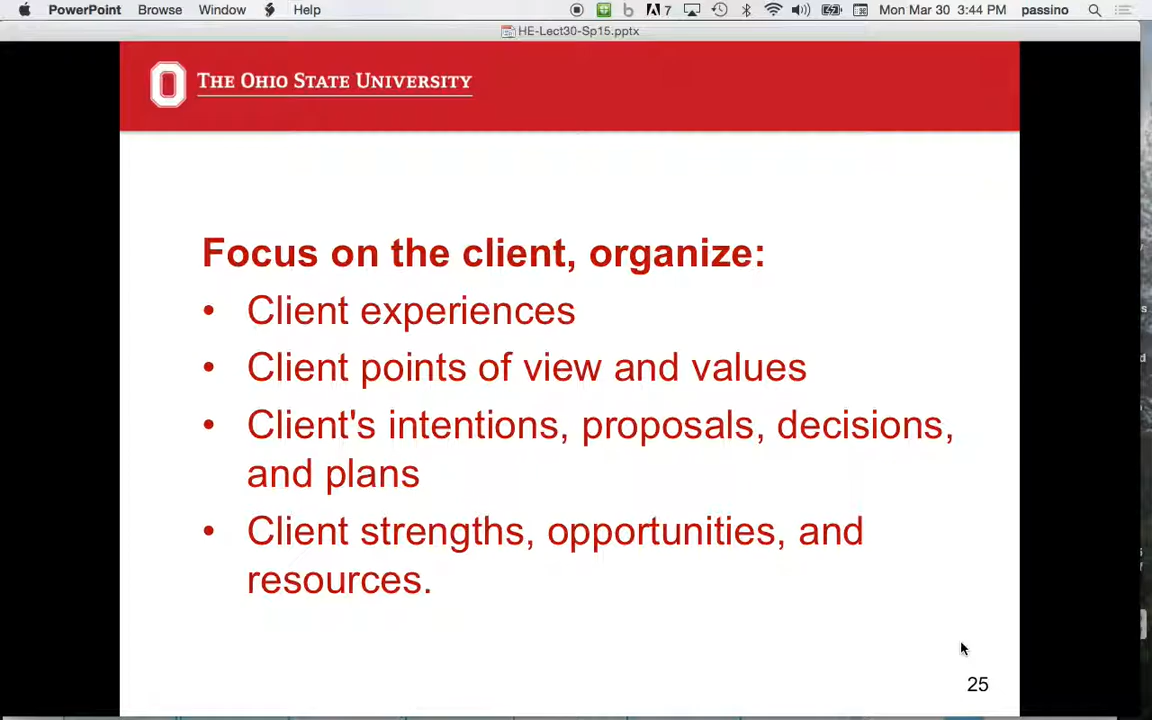 PowerPoint Browse Window Help 7 Mon Mar 30 3:44 PM passino
HE-Lect30-Sp15.pptx
THE OHIO STATE UNIVERSITY
Focus on the client, organize:
• Client experiences
• Client points of view and values
• Client's intentions, proposals, decisions,
and plans
• Client strengths, opportunities, and
resources.
25